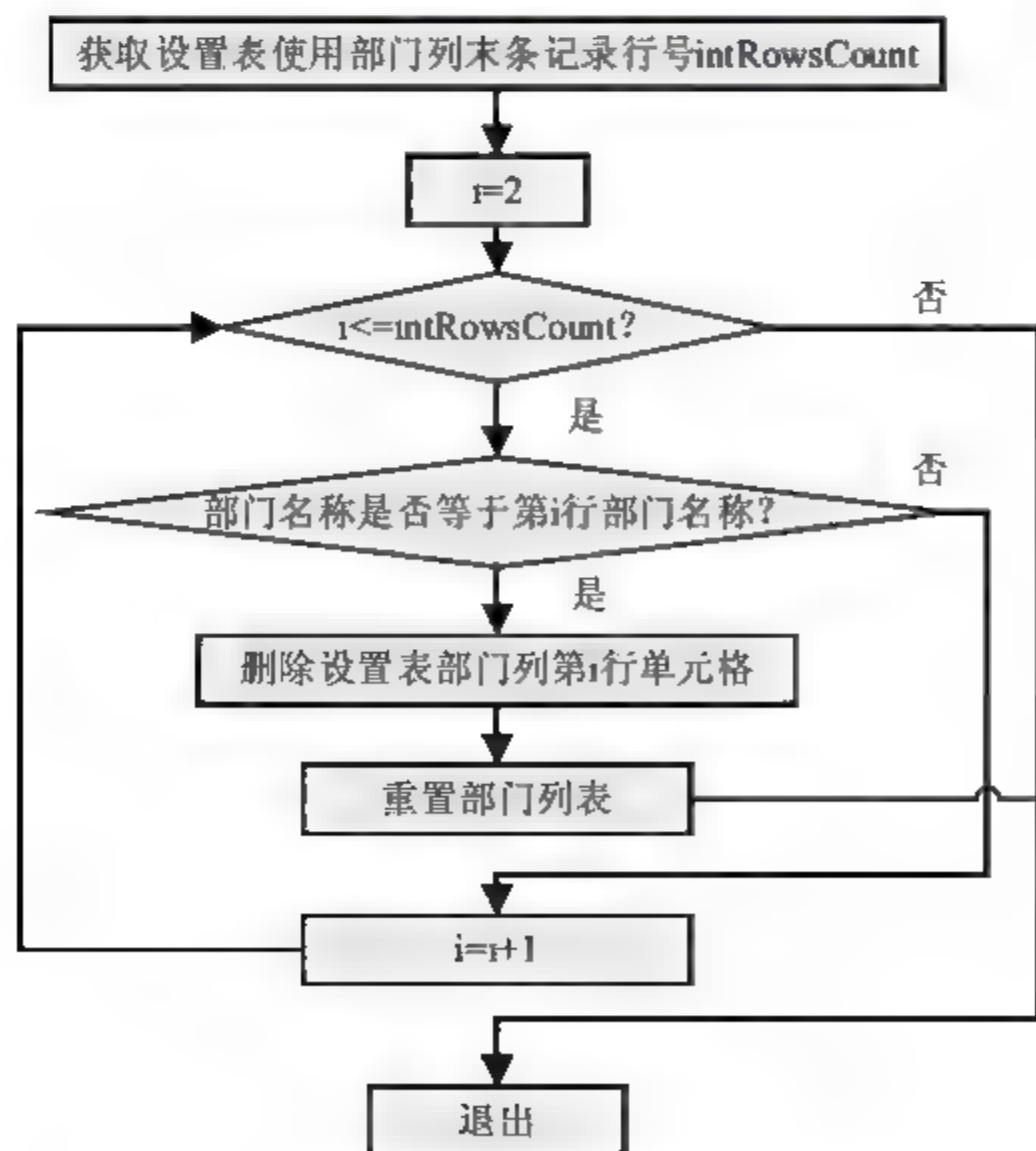 获取设置表使用部门列末条记录行号intRowsCount
i=2
i<=intRowsCount?
否
是
部门名称是否等于第i行部门名称?
否
是
删除设置表部门列第i行单元格
重置部门列表
i=i+1
退出